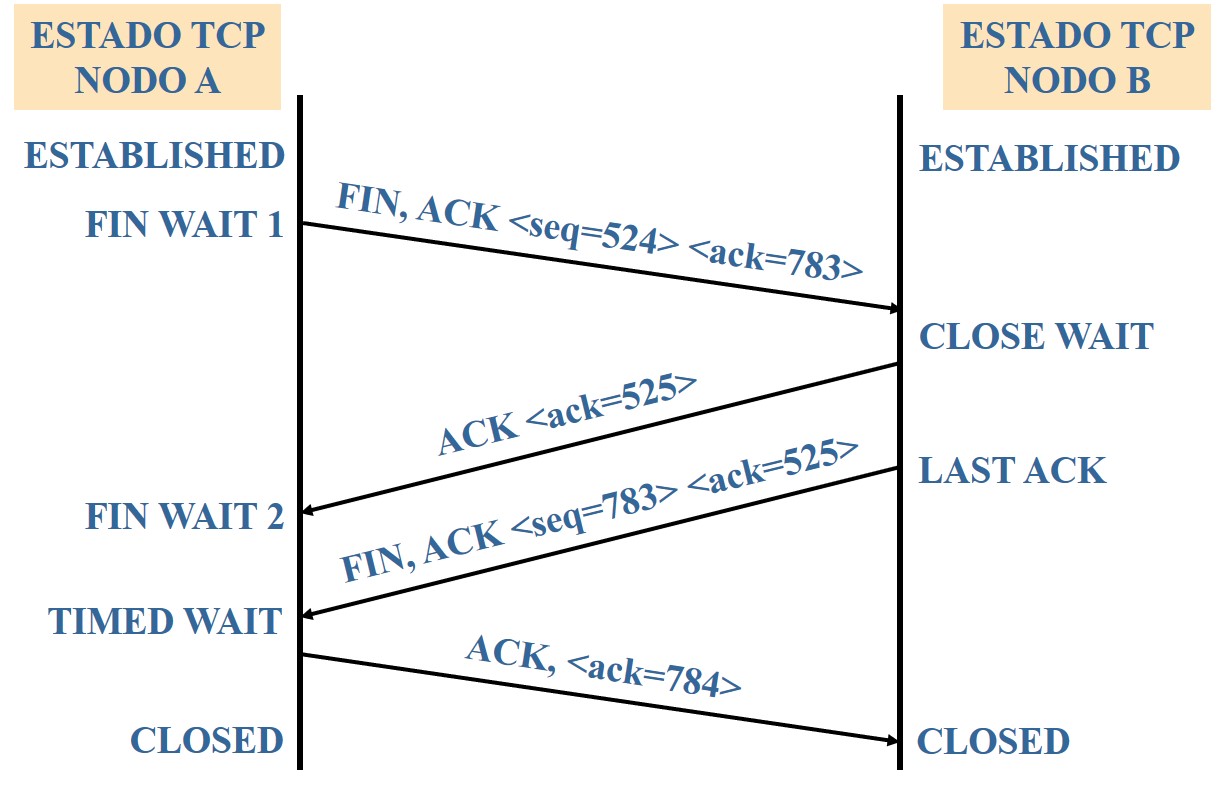 ESTADO TCP
NODO A
ESTADO TCP
NODO B
ESTABLISHED
ESTABLISHED
FIN WAIT 1
FIN, ACK <seq=524> <ack=783>
CLOSE WAIT
ACK <ack=525>
LAST ACK
FIN WAIT 2
FIN, ACK <seq=783> <ack=525>
TIMED WAIT
ACK, <ack=784>
CLOSED
CLOSED